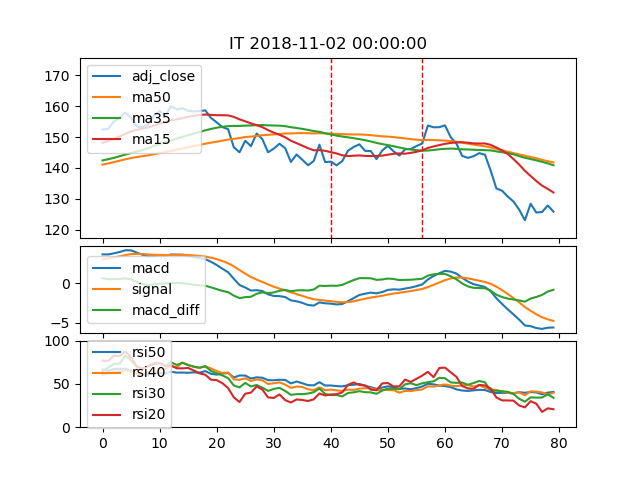 IT 2018-11-02 00:00:00
170
160
150
140
130
120
adj_close
ma50
ma35
ma15
0
−5
macd
signal
macd_diff
100
50
0
rsi50
rsi40
rsi30
rsi20
0 10 20 30 40 50 60 70 80